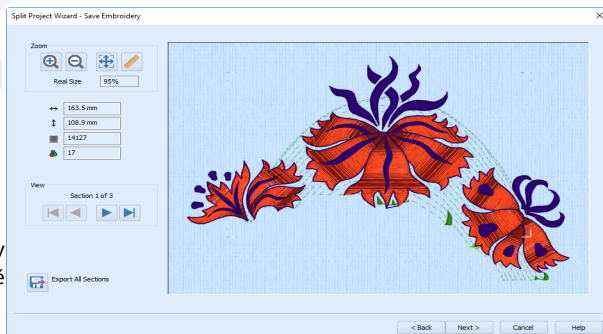 Split Project Wizard - Save Embroidery
Zoom
Real Size 95%
163.5 mm
108.9 mm
14127
17
View
Section 1 of 3
Export All Sections
y
é
< Back Next > Cancel Help